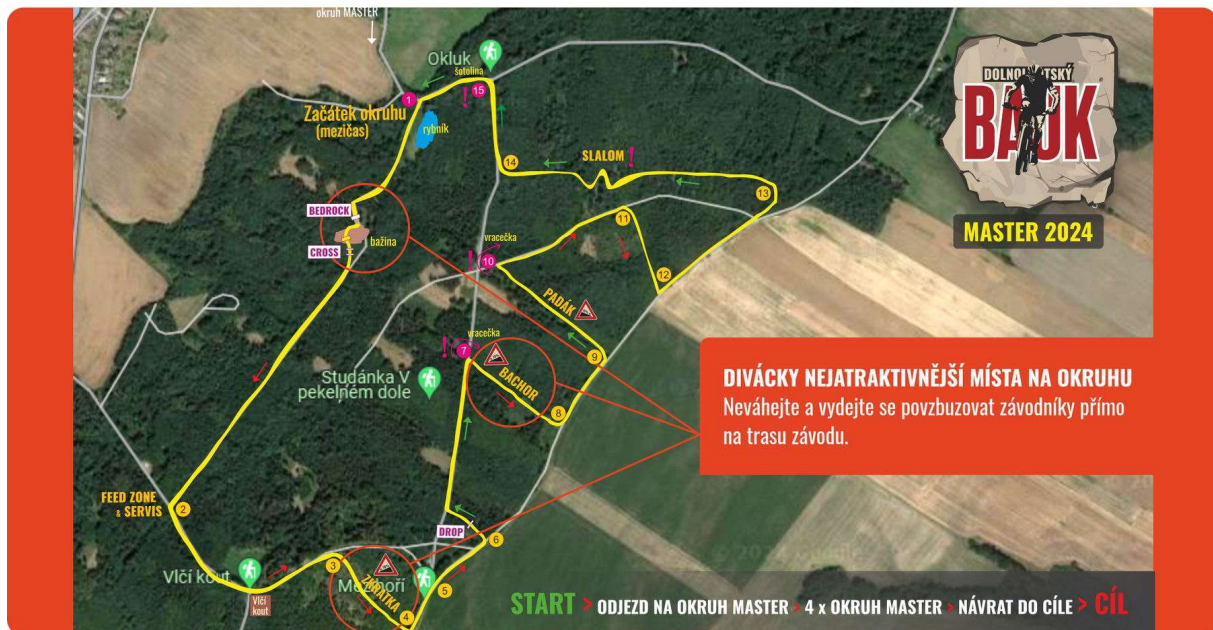 okruh MASTER
Okluk
šotolina
1
! 15
Začátek okruhu
(mezičas)
rybník
14
SLALOM !
13
BEDROCK
bažina
CROSS
11
vracečka
! 10
12
PADÁK
vracečka
! 7
9
BACHOR
Studánka V
pekelném dole
8
FEED ZONE
& SERVIS
2
DROP
6
Vlčí kout
Vlčí
kout
3
ZKRATKA
5
4
MASTER 2024
DIVÁCKY NEJATRAKTIVNĚJŠÍ MÍSTA NA OKRUHU
Neváhejte a vydejte se povzbuzovat závodníky přímo
na trasu závodu.
START > ODJEZD NA OKRUH MASTER > 4 x OKRUH MASTER > NÁVRAT DO CÍLE > CÍL